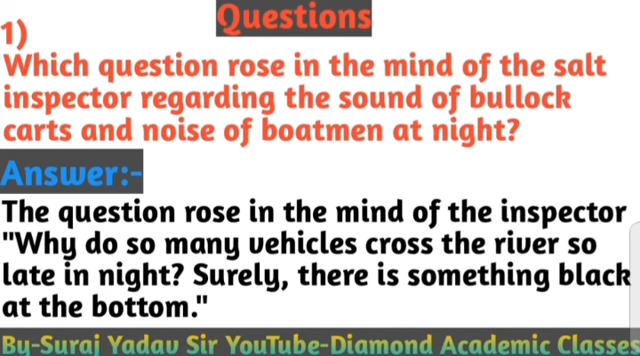 Questions
1)
Which question rose in the mind of the salt
inspector regarding the sound of bullock
carts and noise of boatmen at night?
Answer:-
The question rose in the mind of the inspector
"Why do so many vehicles cross the river so
late in night? Surely, there is something black
at the bottom."
By-Suraj Yadav Sir YouTube-Diamond Academic Classes